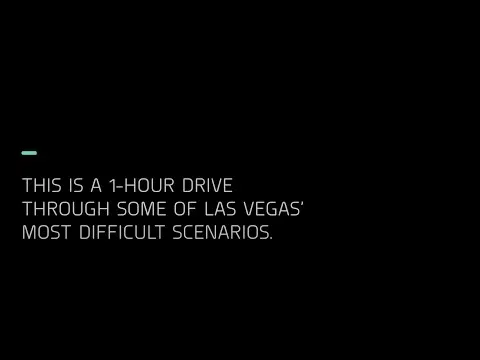 THIS IS A 1-HOUR DRIVE
THROUGH SOME OF LAS VEGAS'
MOST DIFFICULT SCENARIOS.